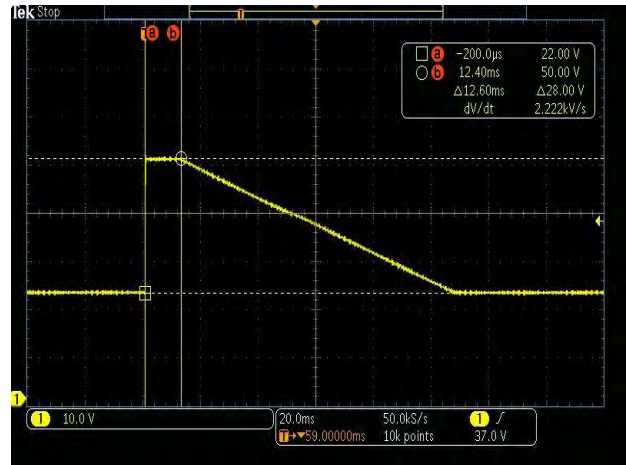 Tek Stop
T
a b
a -200.0µs 22.00 V
b 12.40ms 50.00 V
Δ12.60ms Δ28.00 V
dV/dt 2.222kV/s
1
1 10.0 V
20.0ms 50.0kS/s 1
T→▼59.00000ms 10k points 37.0 V